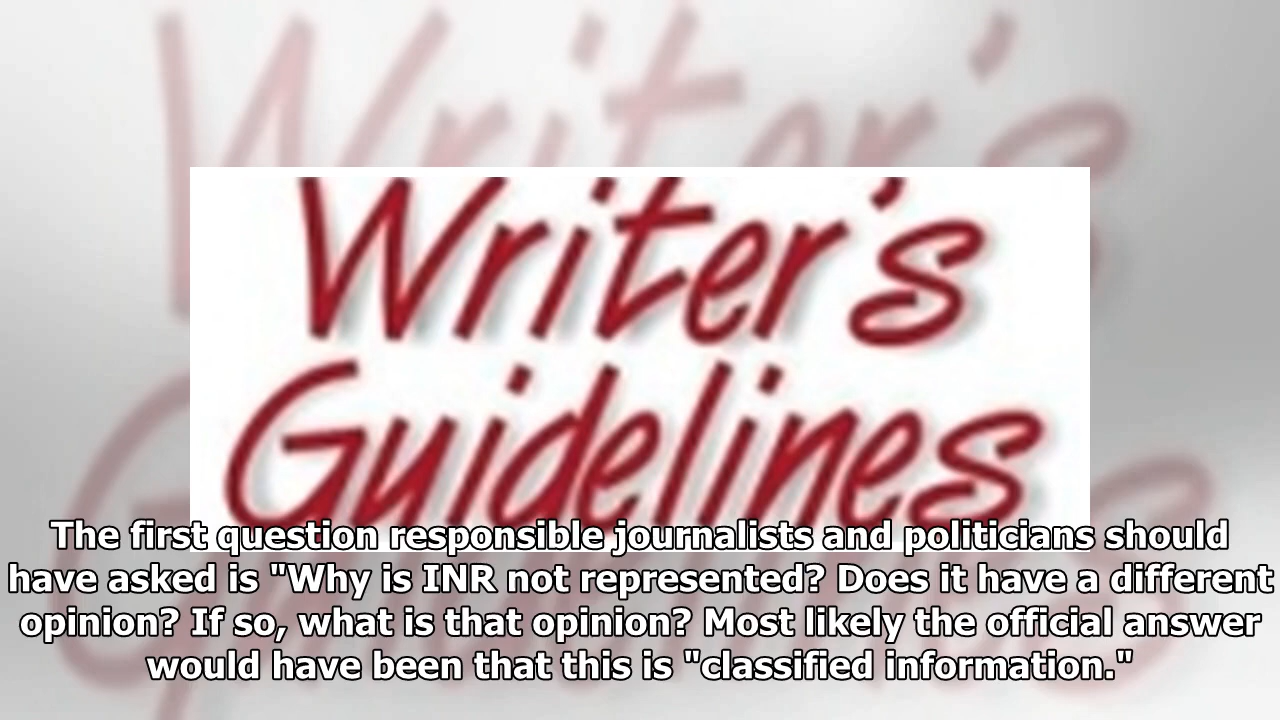 Writer's
Guidelines
The first question responsible journalists and politicians should
have asked is "Why is INR not represented? Does it have a different
opinion? If so, what is that opinion? Most likely the official answer
would have been that this is "classified information."